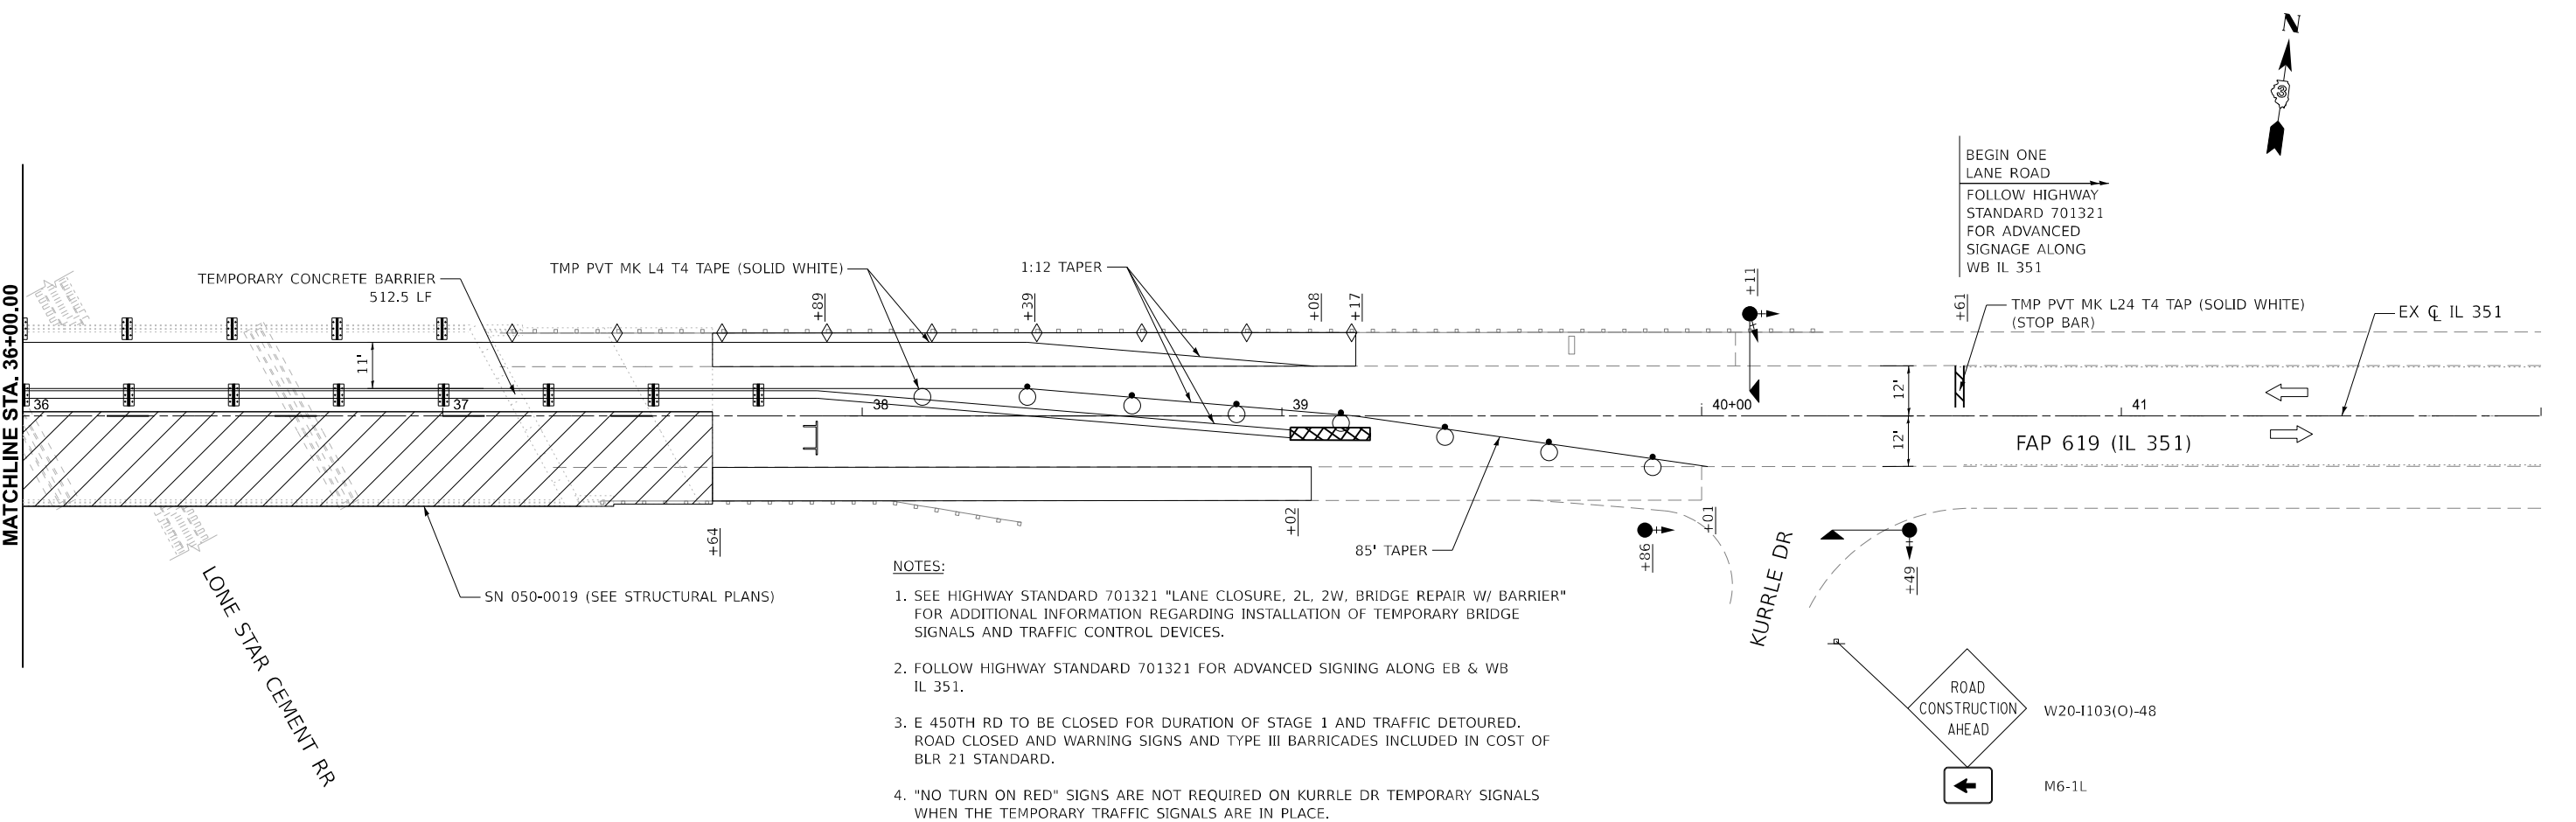 N
3
BEGIN ONE
LANE ROAD
FOLLOW HIGHWAY
STANDARD 701321
FOR ADVANCED
SIGNAGE ALONG
WB IL 351
MATCHLINE STA. 36+00.00
TEMPORARY CONCRETE BARRIER
512.5 LF
TMP PVT MK L4 T4 TAPE (SOLID WHITE)
1:12 TAPER
+89
+39
+08
+17
+11
+61
TMP PVT MK L24 T4 TAP (SOLID WHITE)
(STOP BAR)
EX ℄ IL 351
11'
12'
12'
36
37
38
39
40+00
41
FAP 619 (IL 351)
+64
+02
+01
+86
+49
85' TAPER
KURRLE DR
LONE STAR CEMENT RR
SN 050-0019 (SEE STRUCTURAL PLANS)
NOTES:
1. SEE HIGHWAY STANDARD 701321 "LANE CLOSURE, 2L, 2W, BRIDGE REPAIR W/ BARRIER"
FOR ADDITIONAL INFORMATION REGARDING INSTALLATION OF TEMPORARY BRIDGE
SIGNALS AND TRAFFIC CONTROL DEVICES.
2. FOLLOW HIGHWAY STANDARD 701321 FOR ADVANCED SIGNING ALONG EB & WB
IL 351.
3. E 450TH RD TO BE CLOSED FOR DURATION OF STAGE 1 AND TRAFFIC DETOURED.
ROAD CLOSED AND WARNING SIGNS AND TYPE III BARRICADES INCLUDED IN COST OF
BLR 21 STANDARD.
4. "NO TURN ON RED" SIGNS ARE NOT REQUIRED ON KURRLE DR TEMPORARY SIGNALS
WHEN THE TEMPORARY TRAFFIC SIGNALS ARE IN PLACE.
ROAD
CONSTRUCTION
AHEAD
W20-I103(O)-48
M6-1L